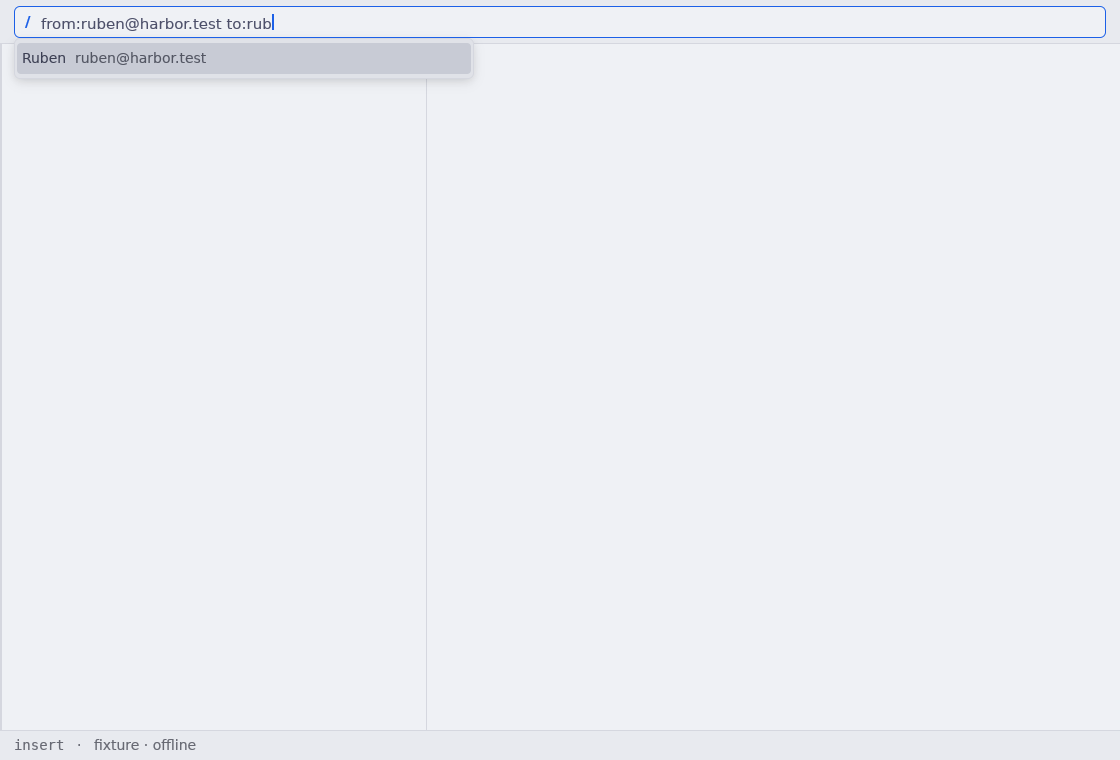 / from:ruben@harbor.test to:rub
Ruben ruben@harbor.test
insert · fixture · offline